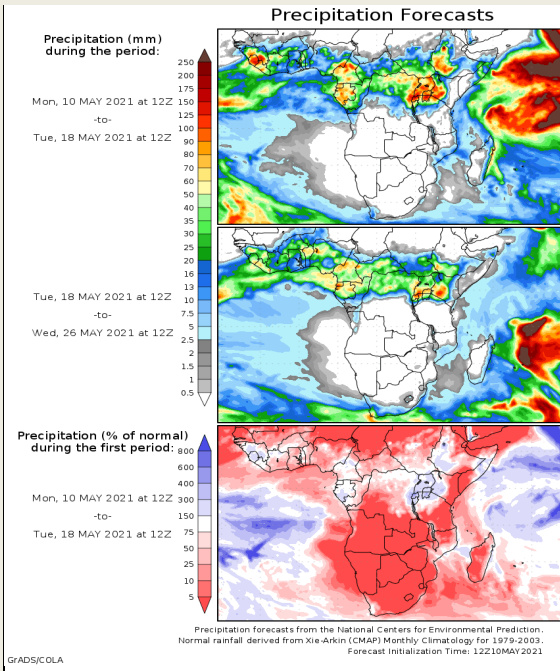 Precipitation Forecasts
Precipitation (mm)
during the period:
Mon, 10 MAY 2021 at 12Z
-to-
Tue, 18 MAY 2021 at 12Z
250
200
175
150
125
100
90
80
70
60
50
40
35
30
25
20
16
13
10
7.5
5
2.5
2
1.5
1
0.5
Tue, 18 MAY 2021 at 12Z
-to-
Wed, 26 MAY 2021 at 12Z
Precipitation (% of normal)
during the first period:
Mon, 10 MAY 2021 at 12Z
-to-
Tue, 18 MAY 2021 at 12Z
800
600
400
300
150
75
50
25
10
5
Precipitation forecasts from the National Centers for Environmental Prediction.
Normal rainfall derived from Xie-Arkin (CMAP) Monthly Climatology for 1979-2003.
Forecast Initialization Time: 12Z10MAY2021
GrADS/COLA